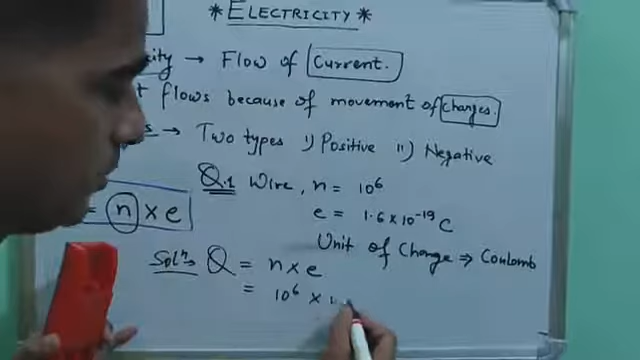 *ELECTRICITY*
→ Flow of Current.
flows because of movement of charges.
→ Two types i) Positive ii) Negative
Q.1 Wire, n = 10⁶
= n × e
e = 1.6 × 10⁻¹⁹ C
Unit of Charge ⇒ Coulomb
Solⁿ→ Q = n × e
= 10⁶ × 1.